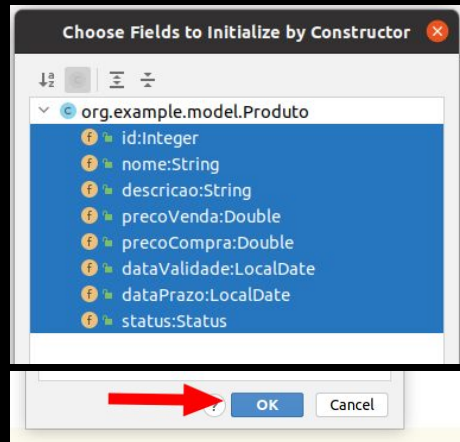 Choose Fields to Initialize by Constructor
org.example.model.Produto
id:Integer
nome:String
descricao:String
precoVenda:Double
precoCompra:Double
dataValidade:LocalDate
dataPrazo:LocalDate
status:Status
? OK Cancel